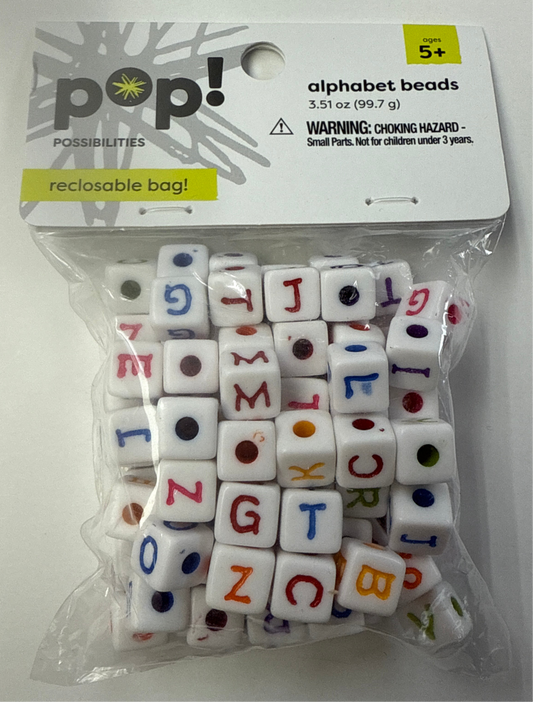 pop!
POSSIBILITIES
reclosable bag!
ages
5+
alphabet beads
3.51 oz (99.7 g)
WARNING: CHOKING HAZARD -
Small Parts. Not for children under 3 years.
G T J T G
E M L I
I K C
Z G T R I
O Z C B